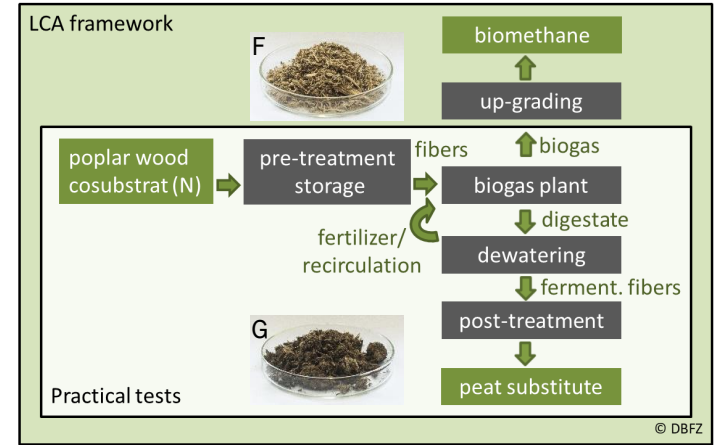 LCA framework
F
biomethane
up-grading
biogas
poplar wood
cosubstrat (N)
pre-treatment
storage
fibers
biogas plant
digestate
fertilizer/
recirculation
dewatering
ferment. fibers
G
post-treatment
peat substitute
Practical tests
© DBFZ